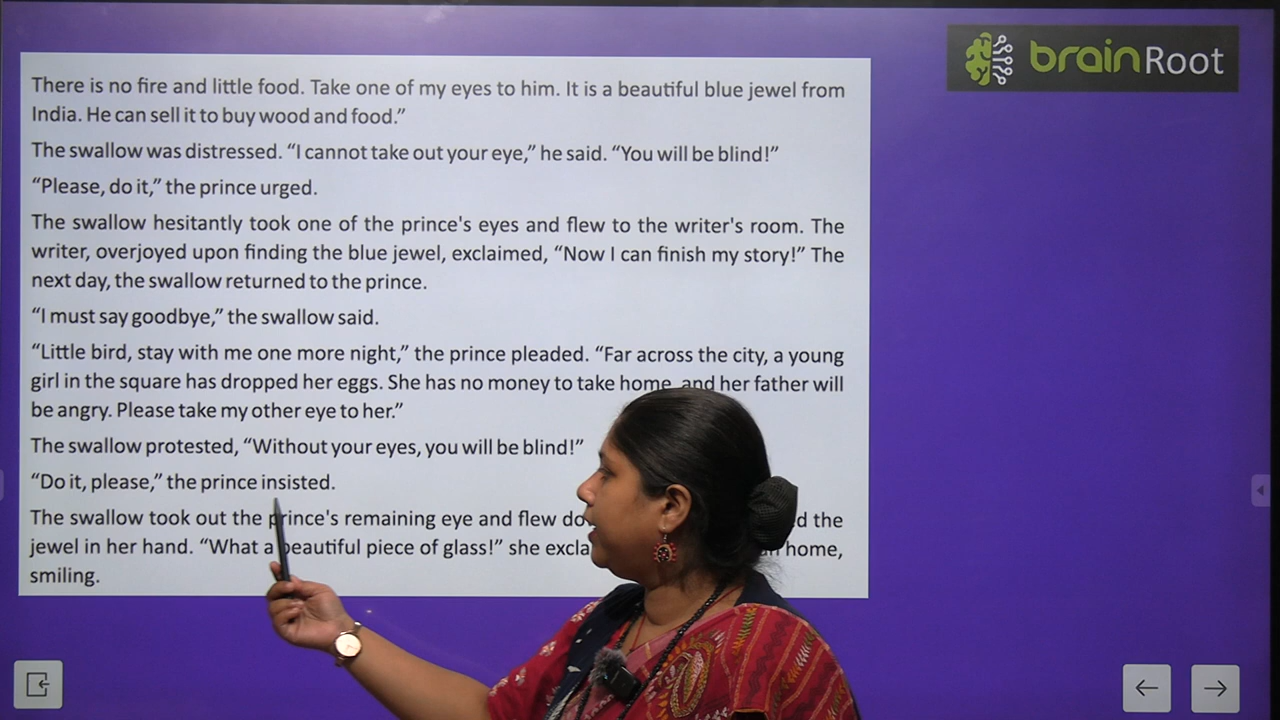 brainRoot
There is no fire and little food. Take one of my eyes to him. It is a beautiful blue jewel from
India. He can sell it to buy wood and food.”
The swallow was distressed. “I cannot take out your eye,” he said. “You will be blind!”
“Please, do it,” the prince urged.
The swallow hesitantly took one of the prince's eyes and flew to the writer's room. The
writer, overjoyed upon finding the blue jewel, exclaimed, “Now I can finish my story!” The
next day, the swallow returned to the prince.
“I must say goodbye,” the swallow said.
“Little bird, stay with me one more night,” the prince pleaded. “Far across the city, a young
girl in the square has dropped her eggs. She has no money to take home, and her father will
be angry. Please take my other eye to her.”
The swallow protested, “Without your eyes, you will be blind!”
“Do it, please,” the prince insisted.
The swallow took out the prince's remaining eye and flew the
jewel in her hand. “What a beautiful piece of glass!” she home,
smiling.